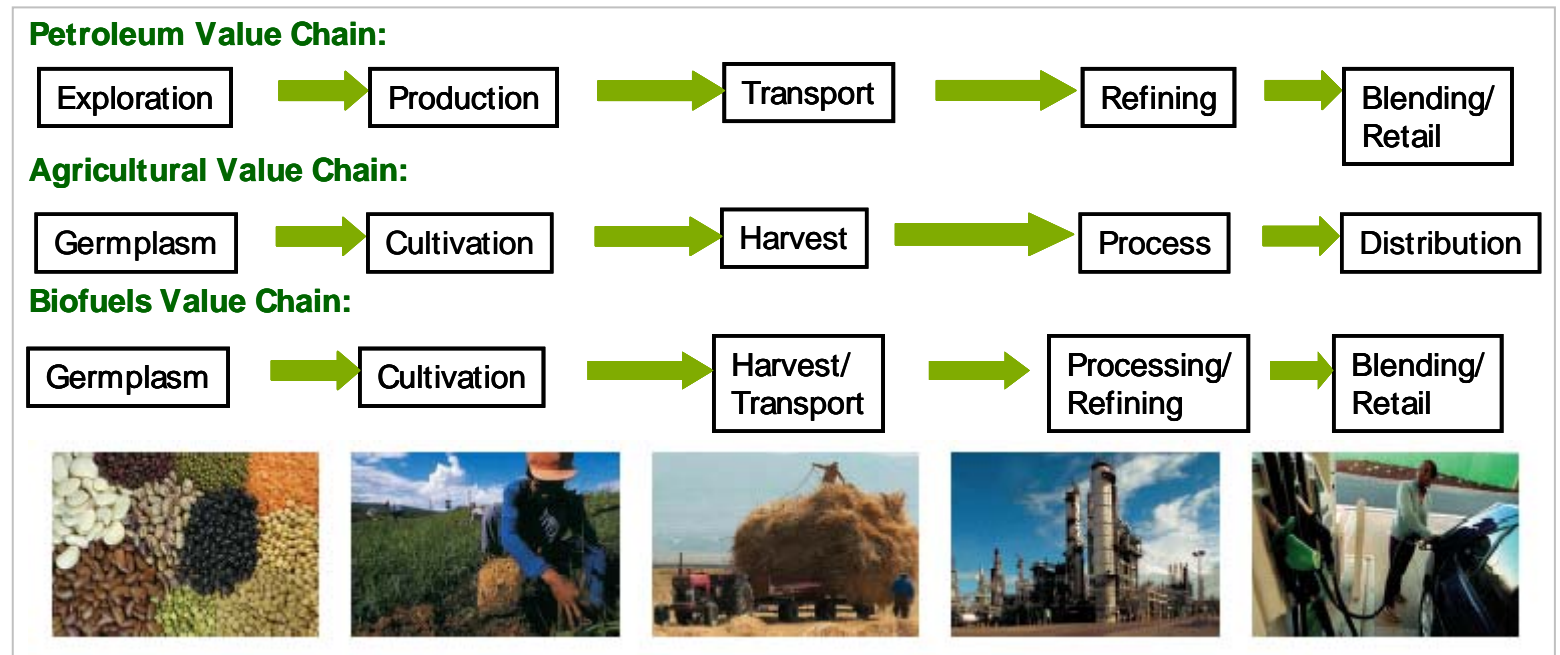 Petroleum Value Chain:
Exploration
Production
Transport
Refining
Blending/
Retail
Agricultural Value Chain:
Germplasm
Cultivation
Harvest
Process
Distribution
Biofuels Value Chain:
Germplasm
Cultivation
Harvest/
Transport
Processing/
Refining
Blending/
Retail